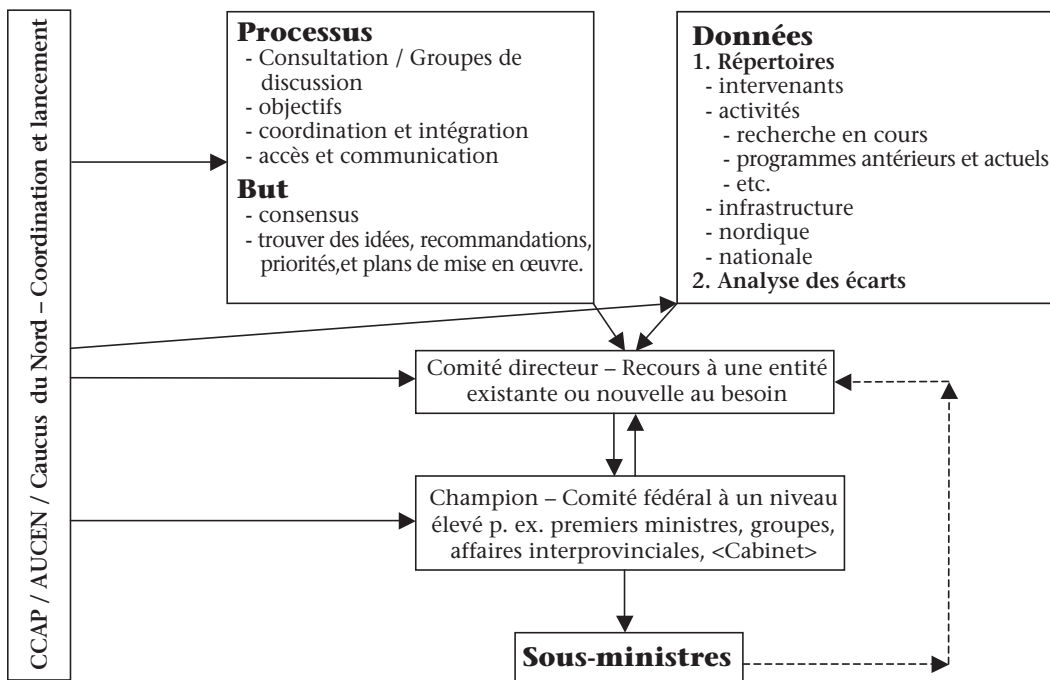 CCAP / AUCEN / Caucus du Nord – Coordination et lancement
Processus
- Consultation / Groupes de
discussion
- objectifs
- coordination et intégration
- accès et communication
But
- consensus
- trouver des idées, recommandations,
priorités,et plans de mise en œuvre.
Données
1. Répertoires
- intervenants
- activités
- recherche en cours
- programmes antérieurs et actuels
- etc.
- infrastructure
- nordique
- nationale
2. Analyse des écarts
Comité directeur – Recours à une entité
existante ou nouvelle au besoin
Champion – Comité fédéral à un niveau
élevé p. ex. premiers ministres, groupes,
affaires interprovinciales, <Cabinet>
Sous-ministres